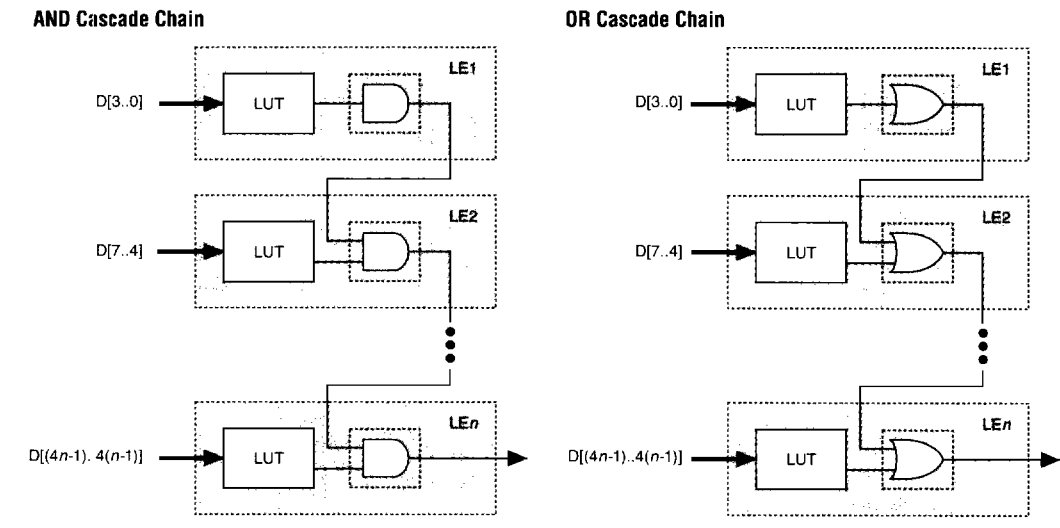 AND Cascade Chain
LE1
D[3..0]
LUT
LE2
D[7..4]
LUT
LEn
D[(4n-1). 4(n-1)]
LUT
OR Cascade Chain
LE1
D[3..0]
LUT
LE2
D[7..4]
LUT
LEn
D[(4n-1)..4(n-1)]
LUT